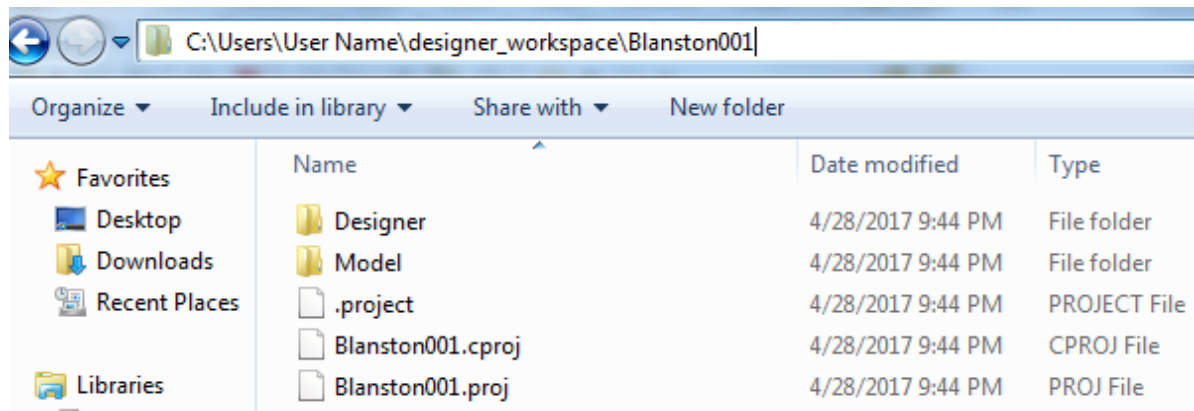 C:\Users\User Name\designer_workspace\Blanston001
Organize Include in library Share with New folder
Name Date modified Type
Favorites
Desktop
Downloads
Recent Places
Libraries
Designer 4/28/2017 9:44 PM File folder
Model 4/28/2017 9:44 PM File folder
.project 4/28/2017 9:44 PM PROJECT File
Blanston001.cproj 4/28/2017 9:44 PM CPROJ File
Blanston001.proj 4/28/2017 9:44 PM PROJ File